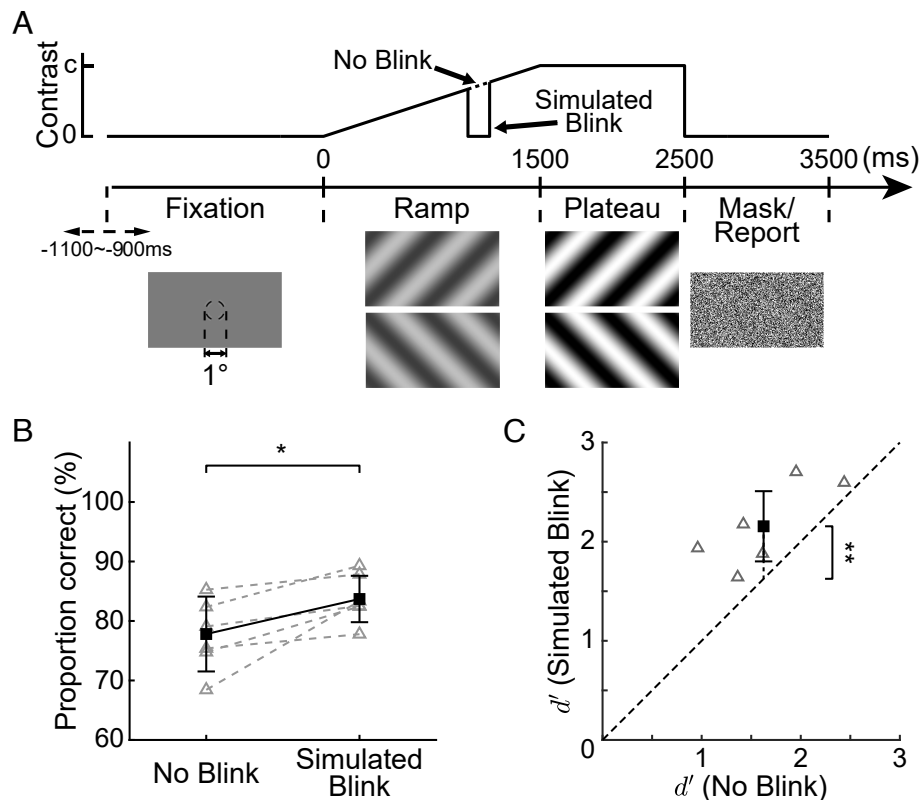 A
Contrast
c
0
No Blink
Simulated
Blink
0 1500 2500 3500 (ms)
Fixation Ramp Plateau Mask/
Report
-1100~-900ms
1°
B
Proportion correct (%)
100
90
80
70
60
*
No Blink Simulated
Blink
C
d′ (Simulated Blink)
3
2
1
0
**
1 2 3
d′ (No Blink)